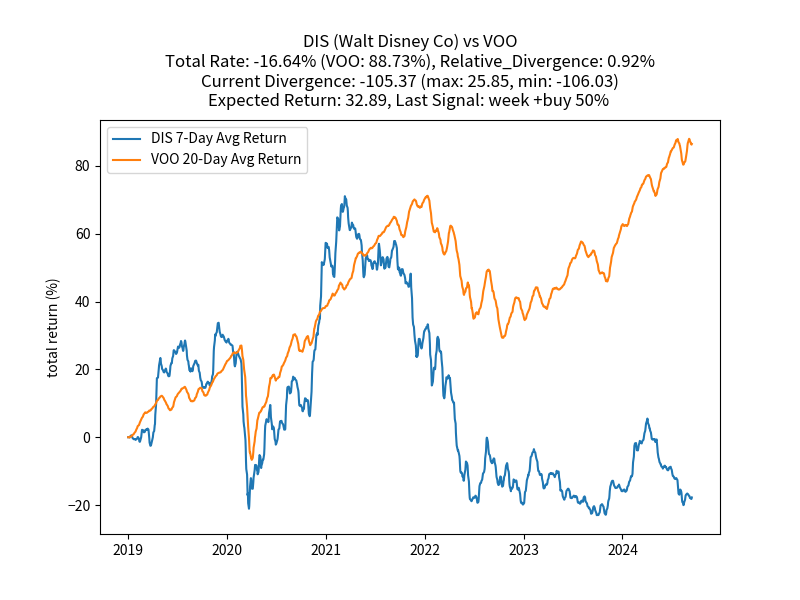 DIS (Walt Disney Co) vs VOO
Total Rate: -16.64% (VOO: 88.73%), Relative_Divergence: 0.92%
Current Divergence: -105.37 (max: 25.85, min: -106.03)
Expected Return: 32.89, Last Signal: week +buy 50%
DIS 7-Day Avg Return
VOO 20-Day Avg Return
total return (%)
80
60
40
20
0
−20
2019
2020
2021
2022
2023
2024